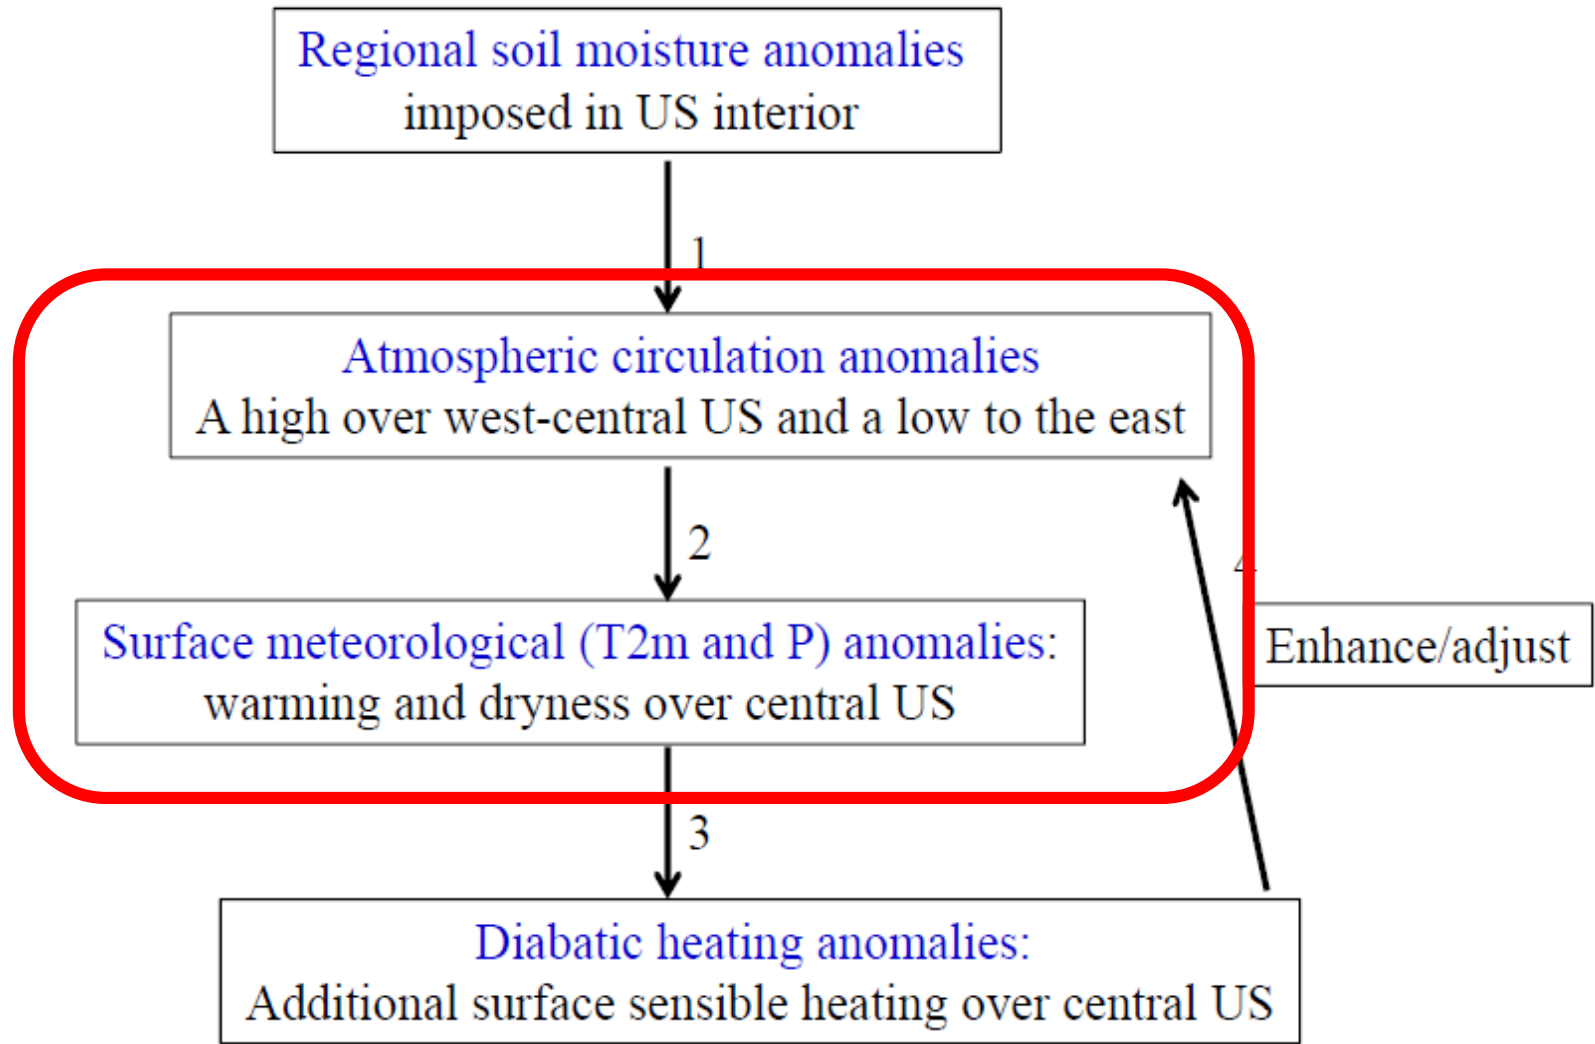 Regional soil moisture anomalies
imposed in US interior
1
Atmospheric circulation anomalies
A high over west-central US and a low to the east
2
4
Surface meteorological (T2m and P) anomalies:
warming and dryness over central US
Enhance/adjust
3
Diabatic heating anomalies:
Additional surface sensible heating over central US